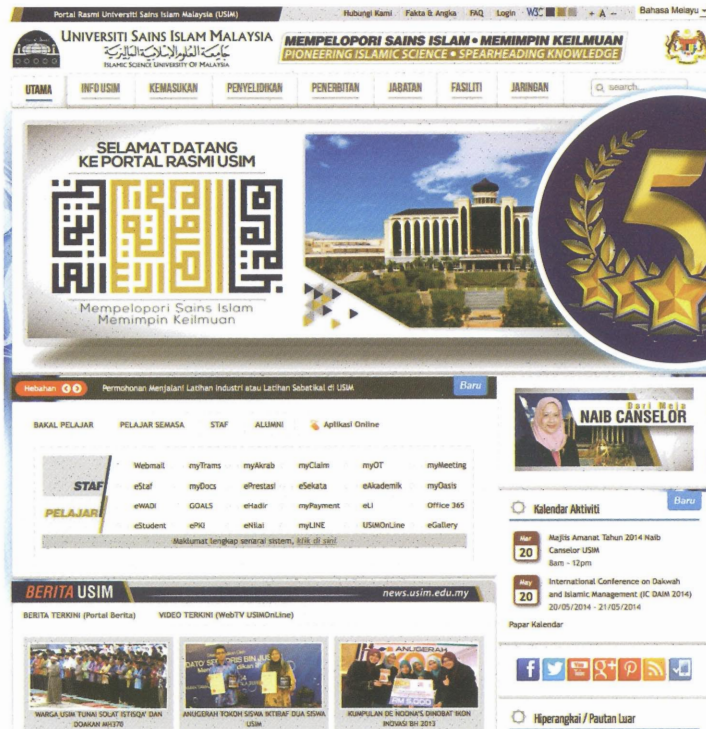 Portal Rasmi Universiti Sains Islam Malaysia (USIM)
Hubungi Kami Fakta & Angka FAQ Login W3C + A - Bahasa Melayu
UNIVERSITI SAINS ISLAM MALAYSIA
جامعة العلوم الإسلامية الماليزية
ISLAMIC SCIENCE UNIVERSITY OF MALAYSIA
MEMPELOPORI SAINS ISLAM • MEMIMPIN KEILMUAN
PIONEERING ISLAMIC SCIENCE • SPEARHEADING KNOWLEDGE
UTAMA INFO USIM KEMASUKAN PENYELIDIKAN PENERBITAN JABATAN FASILITI JARINGAN search...
SELAMAT DATANG
KE PORTAL RASMI USIM
Mempelopori Sains Islam
Memimpin Keilmuan
5
Hebahan Permohonan Menjalani Latihan Industri atau Latihan Sabatikal di USIM Baru
BAKAL PELAJAR PELAJAR SEMASA STAF ALUMNI Aplikasi Online
STAF
PELAJAR
Webmail myTrams myAkrab myClaim myOT myMeeting
eStaf myDocs ePrestasi eSekata eAkademik myOasis
eWADI GOALS eHadir myPayment eLI Office 365
eStudent ePKI eNilai myLINE USIMOnLine eGallery
Maklumat lengkap senarai sistem, klik di sini
Dari Meja
NAIB CANSELOR
Kalendar Aktiviti Baru
Mar 20 Majlis Amanat Tahun 2014 Naib
Canselor USIM
8am - 12pm
May 20 International Conference on Dakwah
and Islamic Management (IC DAIM 2014)
20/05/2014 - 21/05/2014
Papar Kalendar
BERITA USIM news.usim.edu.my
BERITA TERKINI (Portal Berita) VIDEO TERKINI (WebTV USIMOnLine)
ANUGERAH
RM 5,000
WARGA USIM TUNAI SOLAT ISTISQA' DAN
DOAKAN MH370
ANUGERAH TOKOH SISWA IKTIRAF DUA SISWA
USIM
KUMPULAN DE NOONA'S DINOBAT IKON
INOVASI BH 2013
Hiperangkai / Pautan Luar